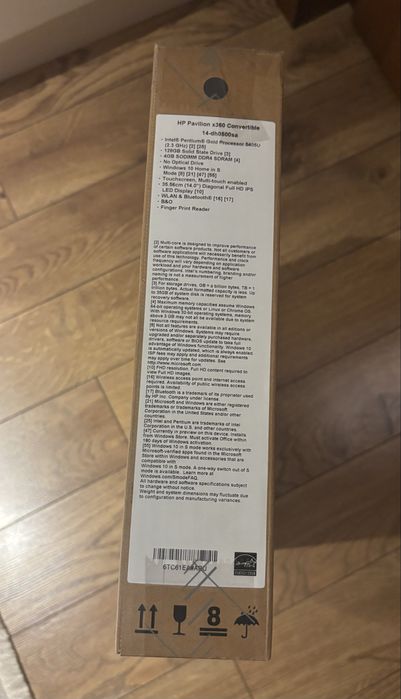 HP Pavilion x360 Convertible
14-dh0500sa
- Intel® Pentium® Gold Processor 5405U
(2.3 GHz) [2] [25]
- 128GB Solid State Drive [3]
- 4GB SODIMM DDR4 SDRAM [4]
- No Optical Drive
- Windows 10 Home in S
Mode [8] [21] [47] [55]
- Touchscreen, Multi-touch enabled
- 35.56cm (14.0") Diagonal Full HD IPS
LED Display [10]
- WLAN & Bluetooth® [16] [17]
- B&O
- Finger Print Reader
[2] Multi-core is designed to improve performance
of certain software products. Not all customers or
software applications will necessarily benefit from
use of this technology. Performance and clock
frequency will vary depending on application
workload and your hardware and software
configurations. Intel's numbering, branding and/or
naming is not a measurement of higher
performance.
[3] For storage drives, GB = a billion bytes, TB = 1
trillion bytes. Actual formatted capacity is less. Up
to 35GB of system disk is reserved for system
recovery software.
[4] Maximum memory capacities assume Windows
64-bit operating systems or Linux or Chrome OS.
With Windows 32-bit operating systems, memory
above 3 GB may not all be available due to system
resource requirements.
[8] Not all features are available in all editions or
versions of Windows. Systems may require
upgraded and/or separately purchased hardware,
drivers, software or BIOS update to take full
advantage of Windows functionality. Windows 10
is automatically updated, which is always enabled.
ISP fees may apply and additional requirements
may apply over time for updates. See
http://www.microsoft.com
[10] FHD resolution, Full HD content required to
view Full HD images.
[16] Wireless access point and internet access
required. Availability of public wireless access
points is limited.
[17] Bluetooth is a trademark of its proprietor used
by HP Inc. Company under license.
[21] Microsoft and Windows are either registered
trademarks or trademarks of Microsoft
Corporation in the United States and/or other
countries.
[25] Intel and Pentium are trademarks of Intel
Corporation in the U.S. and other countries.
[47] Currently in preview on this device. Installs
from Windows Store. Must activate Office within
180 days of Windows activation.
[55] Windows 10 in S mode works exclusively with
Microsoft-verified apps found in the Microsoft
Store within Windows and accessories that are
compatible with
Windows 10 in S mode. A one-way switch out of S
mode is available. Learn more at
Windows.com/SmodeFAQ.
All hardware and software specifications subject
to change without notice.
Weight and system dimensions may fluctuate due
to configuration and manufacturing variances.
8